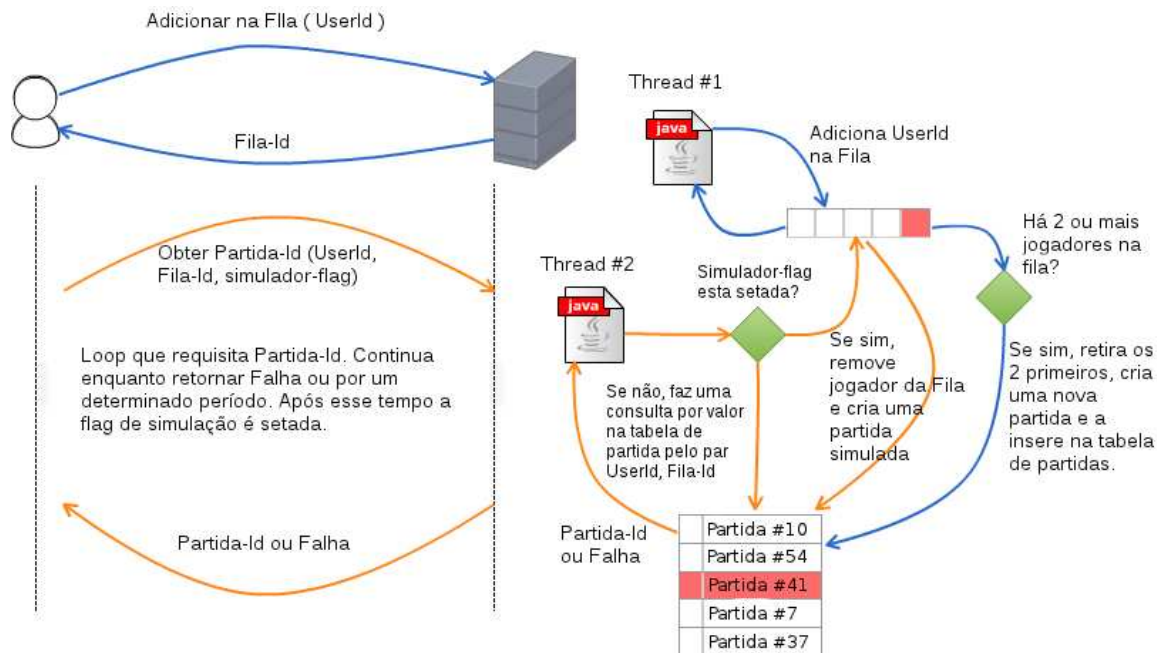 Adicionar na FIla ( UserId )
Fila-Id
Obter Partida-Id (UserId,
Fila-Id, simulador-flag)
Loop que requisita Partida-Id. Continua
enquanto retornar Falha ou por um
determinado período. Após esse tempo a
flag de simulação é setada.
Partida-Id ou Falha
Thread #1
java
Adiciona UserId
na Fila
Há 2 ou mais
jogadores na
fila?
Thread #2
java
Simulador-flag
esta setada?
Se não, faz uma
consulta por valor
na tabela de
partida pelo par
UserId, Fila-Id
Se sim,
remove
jogador da Fila
e cria uma
partida
simulada
Se sim, retira os
2 primeiros, cria
uma nova
partida e a
insere na tabela
de partidas.
Partida-Id
ou Falha
Partida #10
Partida #54
Partida #41
Partida #7
Partida #37